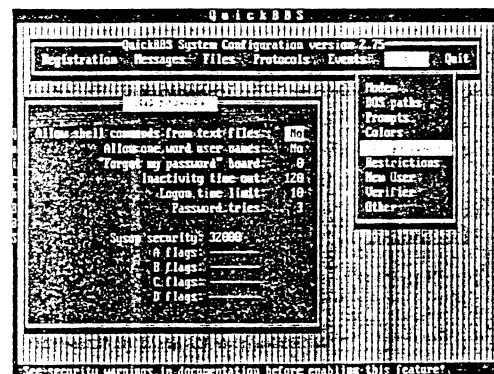 QuickBBS
QuickBBS System Configuration version 2.75
Registration Messages Files Protocols Events Quit
Modem
DOS paths
Prompts
Colors
Restrictions
New User
Verifier
Other
Allow shell commands from text files: No
Allow one word user names: No
"Forgot my password" board: 0
Inactivity time-out: 120
Logon time limit: 10
Password tries: 3
Sysop security: 32000
A flags:
B flags:
C flags:
D flags:
See security warnings in documentation before enabling this feature!